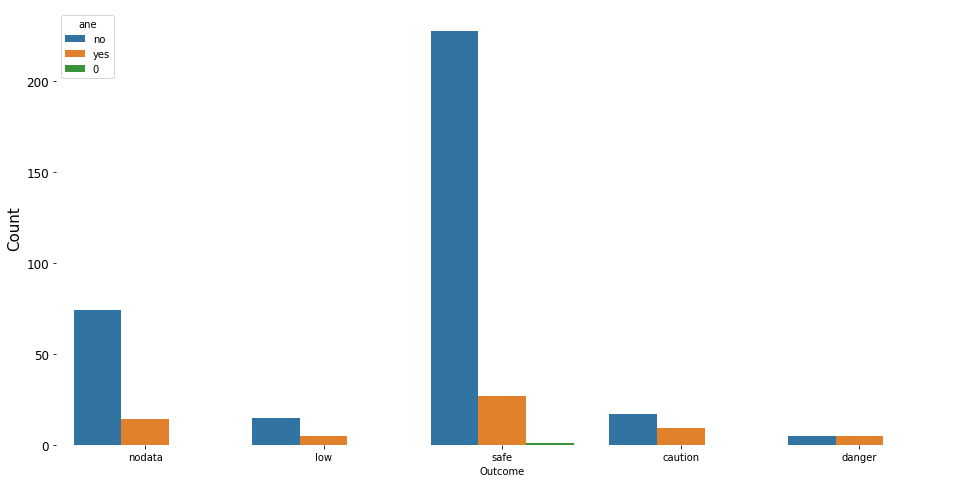 ane
no
yes
0
200
150
100
50
0
Count
nodata low safe caution danger
Outcome